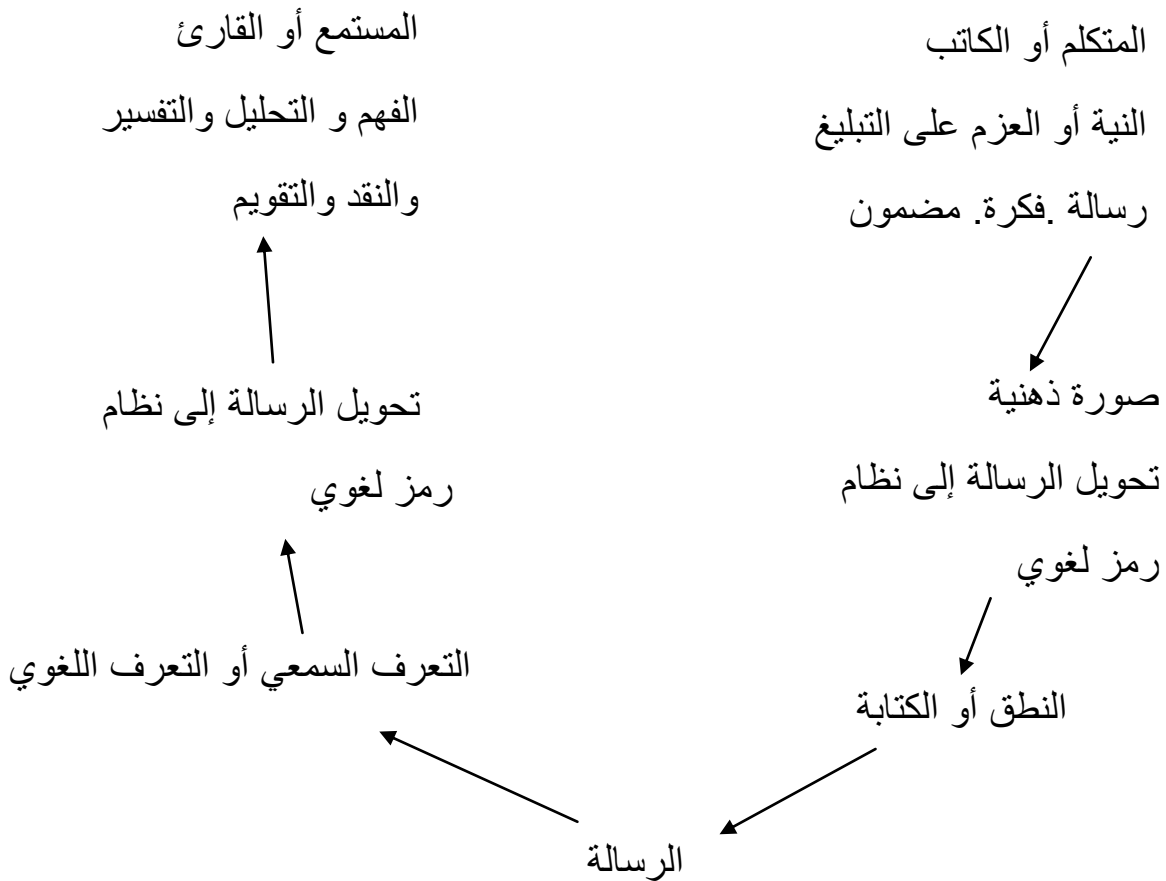 المتكلم أو الكاتب
النية أو العزم على التبليغ
رسالة .فكرة. مضمون
صورة ذهنية
تحويل الرسالة إلى نظام
رمز لغوي
النطق أو الكتابة
الرسالة
التعرف السمعي أو التعرف اللغوي
تحويل الرسالة إلى نظام
رمز لغوي
المستمع أو القارئ
الفهم و التحليل والتفسير
والنقد والتقويم